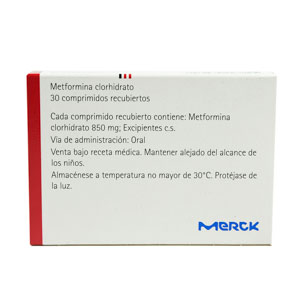 Metformina clorhidrato
30 comprimidos recubiertos
Cada comprimido recubierto contiene: Metformina
clorhidrato 850 mg; Excipientes c.s.
Vía de administración: Oral
Venta bajo receta médica. Mantener alejado del alcance
de los niños.
Almacénese a temperatura no mayor de 30°C. Protéjase de
la luz.
MERCK